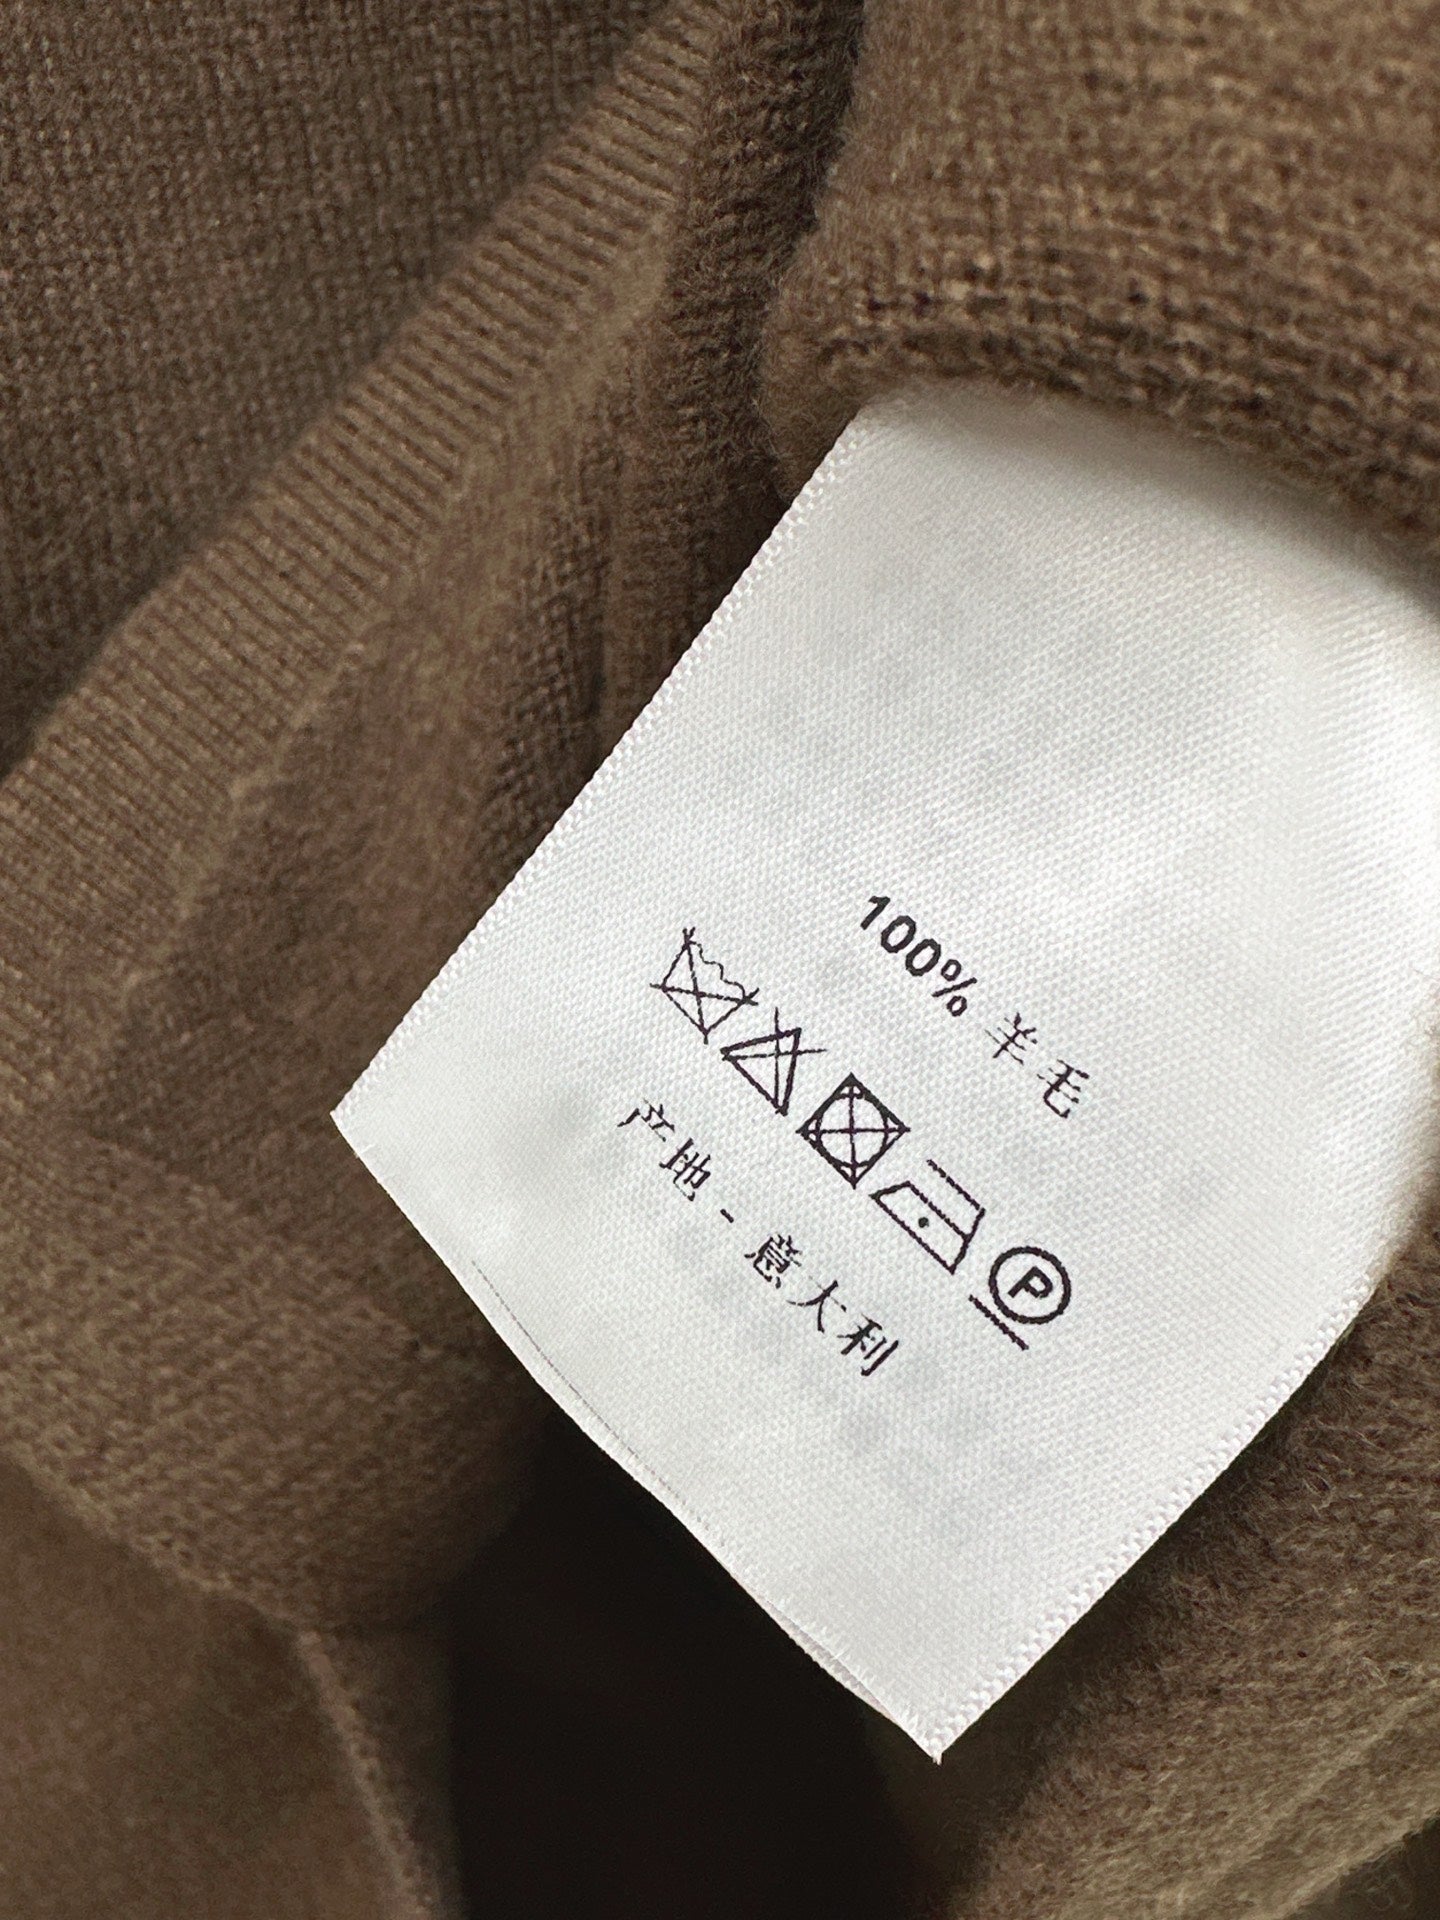 100% 羊毛
P
产地 - 意大利